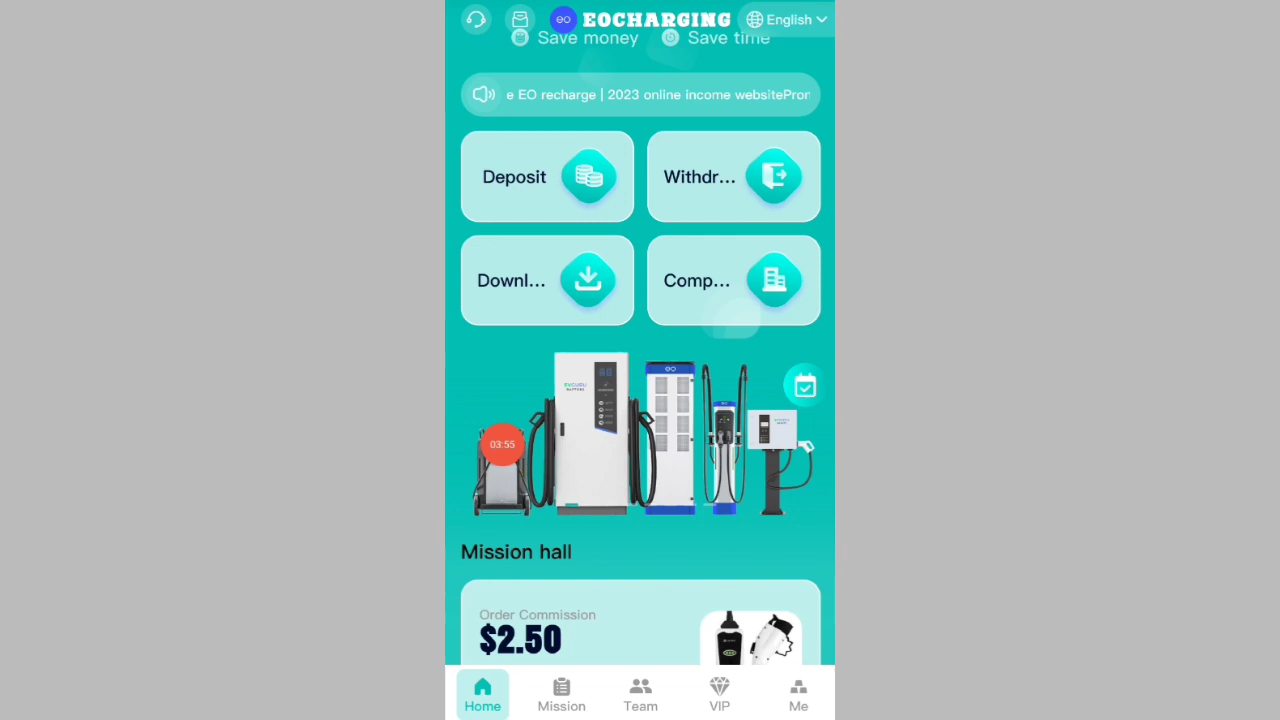 eo EOCHARGING English
Save money Save time
e EO recharge | 2023 online income websitePror
Deposit
Withdr...
Downl...
Comp...
03:55
Mission hall
Order Commission
$2.50
Home Mission Team VIP Me